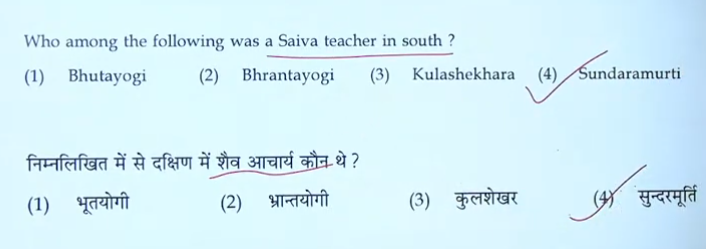 Who among the following was a Saiva teacher in south ?
(1) Bhutayogi (2) Bhrantayogi (3) Kulashekhara (4) Sundaramurti
निम्नलिखित में से दक्षिण में शैव आचार्य कौन थे ?
(1) भूतयोगी (2) भ्रान्तयोगी (3) कुलशेखर (4) सुन्दरमूर्ति